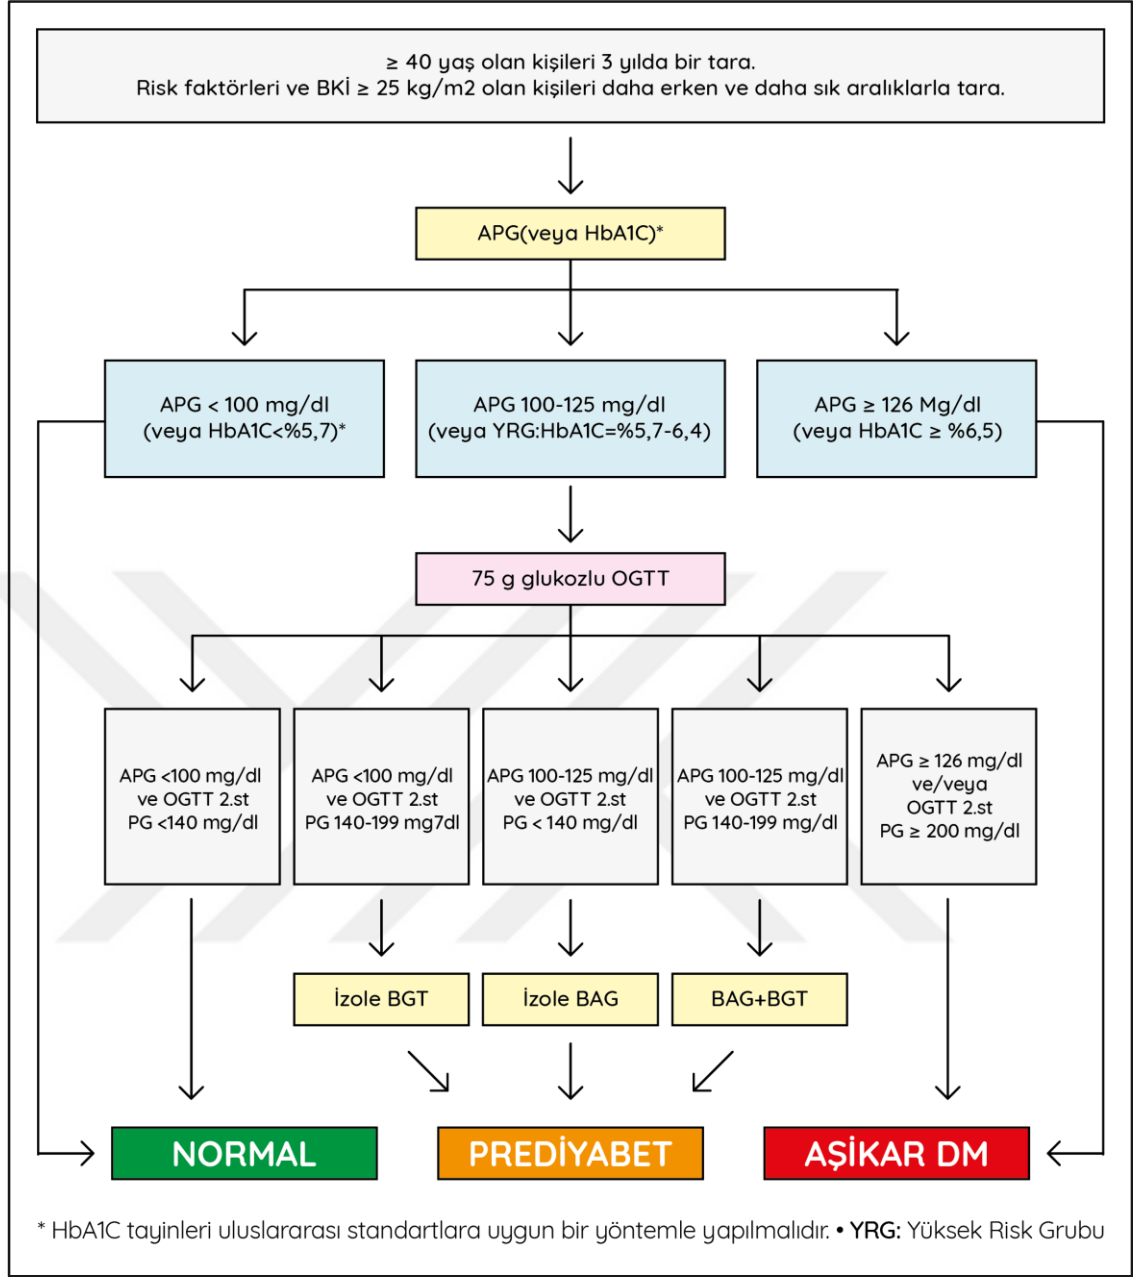 ≥ 40 yaş olan kişileri 3 yılda bir tara.
Risk faktörleri ve BKİ ≥ 25 kg/m2 olan kişileri daha erken ve daha sık aralıklarla tara.
APG(veya HbA1C)*
APG < 100 mg/dl
(veya HbA1C<%5,7)*
APG 100-125 mg/dl
(veya YRG:HbA1C=%5,7-6,4)
APG ≥ 126 Mg/dl
(veya HbA1C ≥ %6,5)
75 g glukozlu OGTT
APG <100 mg/dl
ve OGTT 2.st
PG <140 mg/dl
APG <100 mg/dl
ve OGTT 2.st
PG 140-199 mg7dl
APG 100-125 mg/dl
ve OGTT 2.st
PG < 140 mg/dl
APG 100-125 mg/dl
ve OGTT 2.st
PG 140-199 mg/dl
APG ≥ 126 mg/dl
ve/veya
OGTT 2.st
PG ≥ 200 mg/dl
İzole BGT
İzole BAG
BAG+BGT
NORMAL
PREDİYABET
AŞİKAR DM
* HbA1C tayinleri uluslararası standartlara uygun bir yöntemle yapılmalıdır. • YRG: Yüksek Risk Grubu